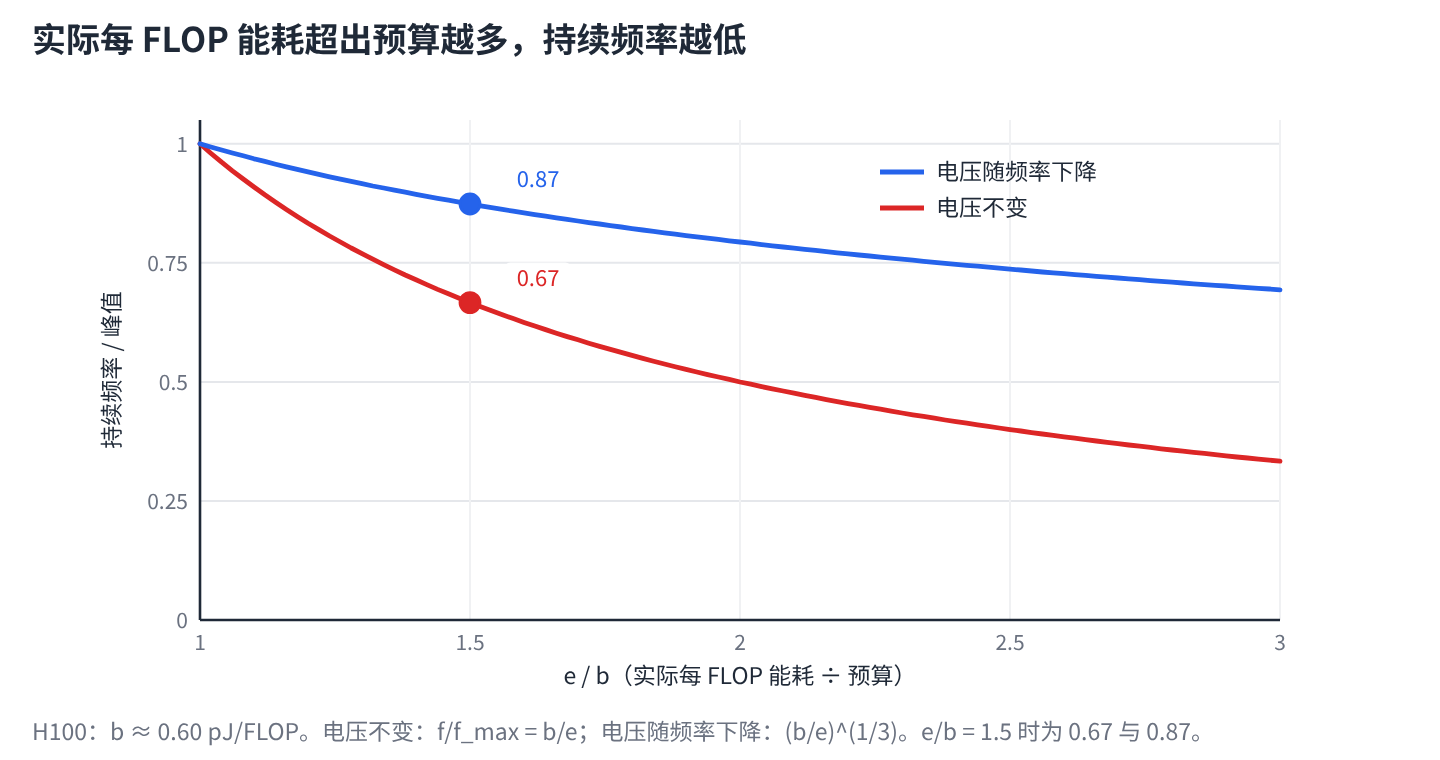 实际每 FLOP 能耗超出预算越多，持续频率越低
1
0.75
0.5
0.25
0
持续频率 / 峰值
0.87
0.67
电压随频率下降
电压不变
1
1.5
2
2.5
3
e / b（实际每 FLOP 能耗 ÷ 预算）
H100：b ≈ 0.60 pJ/FLOP。电压不变：f/f_max = b/e；电压随频率下降：(b/e)^(1/3)。e/b = 1.5 时为 0.67 与 0.87。